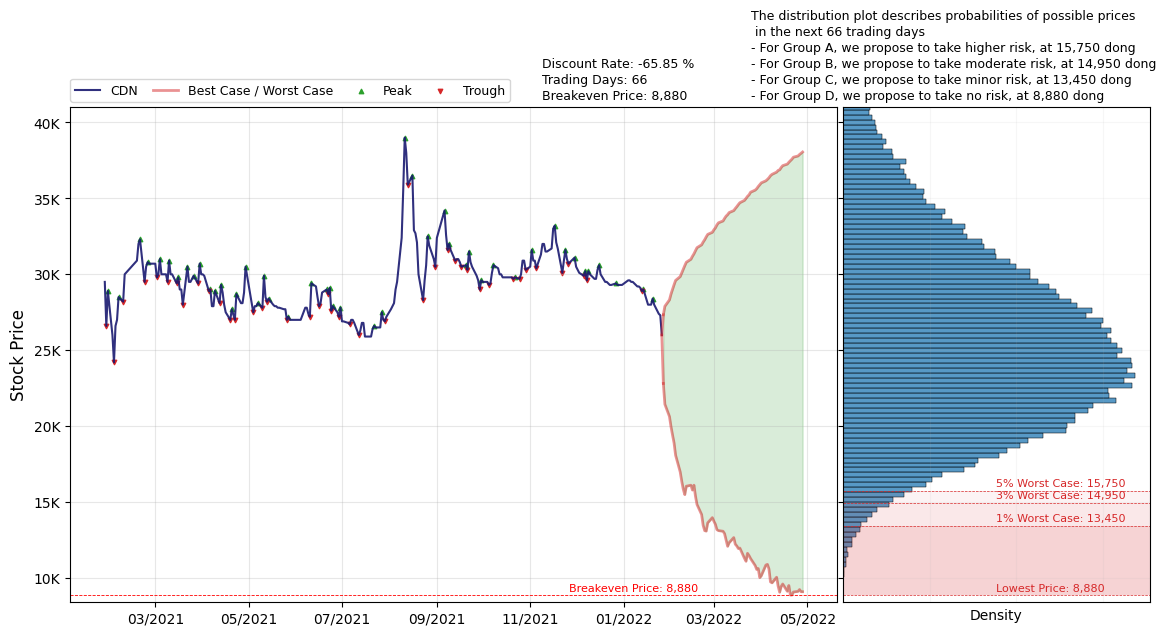 The distribution plot describes probabilities of possible prices
in the next 66 trading days
- For Group A, we propose to take higher risk, at 15,750 dong
- For Group B, we propose to take moderate risk, at 14,950 dong
- For Group C, we propose to take minor risk, at 13,450 dong
- For Group D, we propose to take no risk, at 8,880 dong
Discount Rate: -65.85 %
Trading Days: 66
Breakeven Price: 8,880
CDN
Best Case / Worst Case
Peak
Trough
Stock Price
40K
35K
30K
25K
20K
15K
10K
Breakeven Price: 8,880
03/2021
05/2021
07/2021
09/2021
11/2021
01/2022
03/2022
05/2022
5% Worst Case: 15,750
3% Worst Case: 14,950
1% Worst Case: 13,450
Lowest Price: 8,880
Density